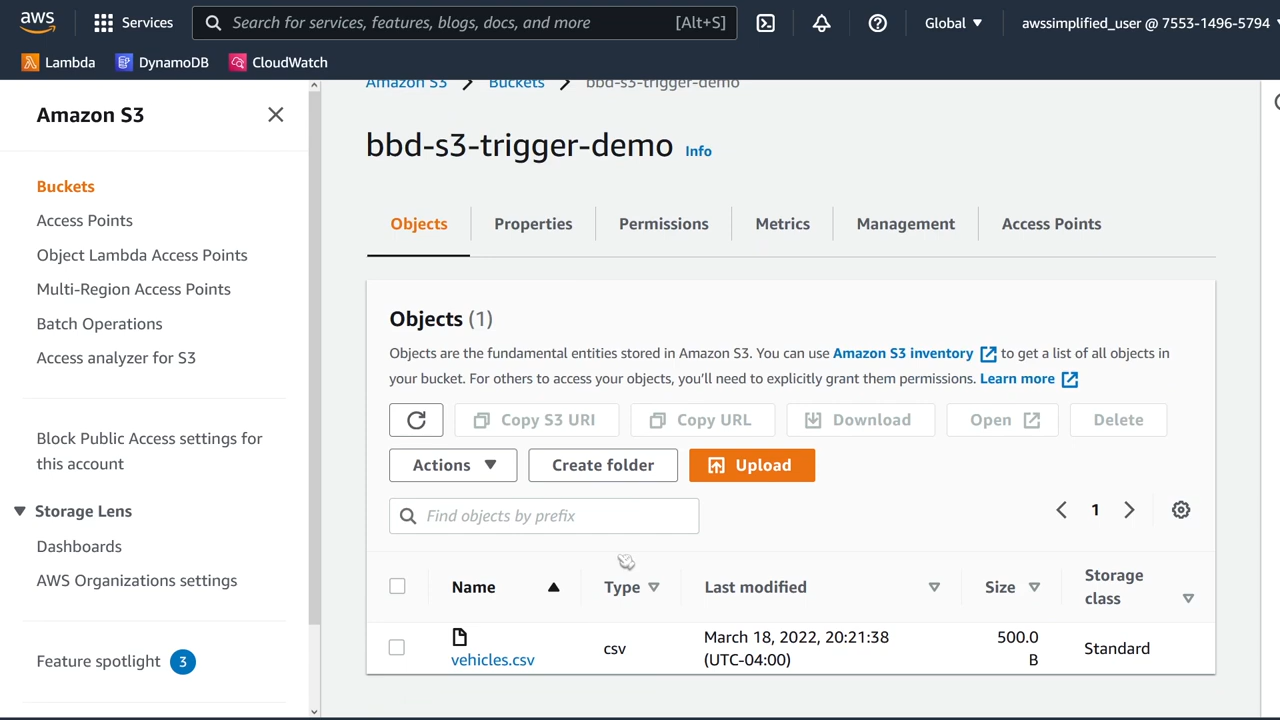 aws
Services
Search for services, features, blogs, docs, and more
[Alt+S]
Global
awssimplified_user @ 7553-1496-5794
Lambda
DynamoDB
CloudWatch
Amazon S3
Buckets
Access Points
Object Lambda Access Points
Multi-Region Access Points
Batch Operations
Access analyzer for S3
Block Public Access settings for
this account
Storage Lens
Dashboards
AWS Organizations settings
Feature spotlight 3
Amazon S3 > Buckets > bbd-s3-trigger-demo
bbd-s3-trigger-demo Info
Objects
Properties
Permissions
Metrics
Management
Access Points
Objects (1)
Objects are the fundamental entities stored in Amazon S3. You can use Amazon S3 inventory to get a list of all objects in
your bucket. For others to access your objects, you'll need to explicitly grant them permissions. Learn more
Copy S3 URI
Copy URL
Download
Open
Delete
Actions
Create folder
Upload
Find objects by prefix
1
Name
Type
Last modified
Size
Storage
class
vehicles.csv
csv
March 18, 2022, 20:21:38
(UTC-04:00)
500.0
B
Standard